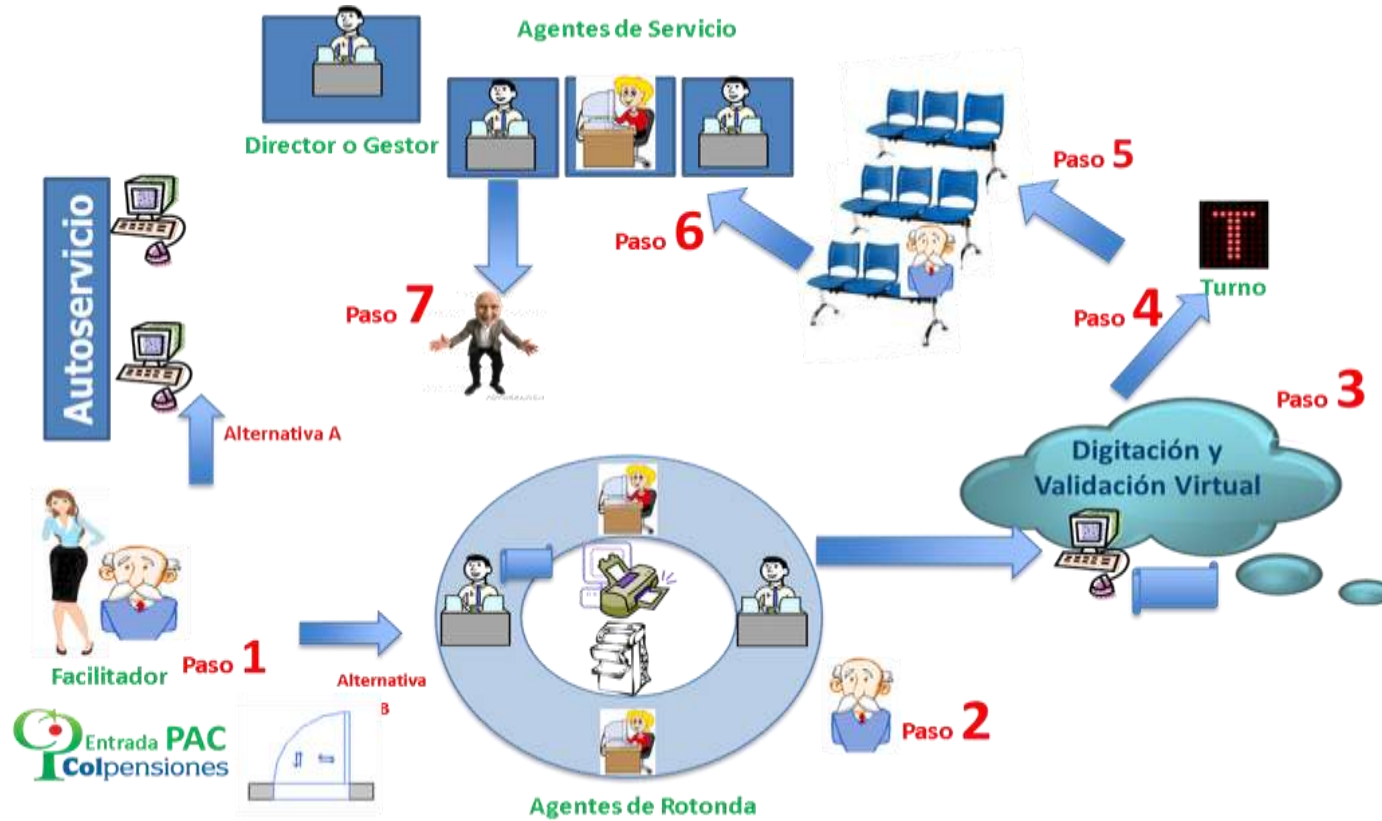 Agentes de Servicio
Director o Gestor
Paso 5
Paso 6
Turno
Autoservicio
Paso 7
Paso 4
Paso 3
Alternativa A
Digitación y
Validación Virtual
Facilitador
Paso 1
Alternativa
B
Paso 2
Entrada PAC
Colpensiones
Agentes de Rotonda